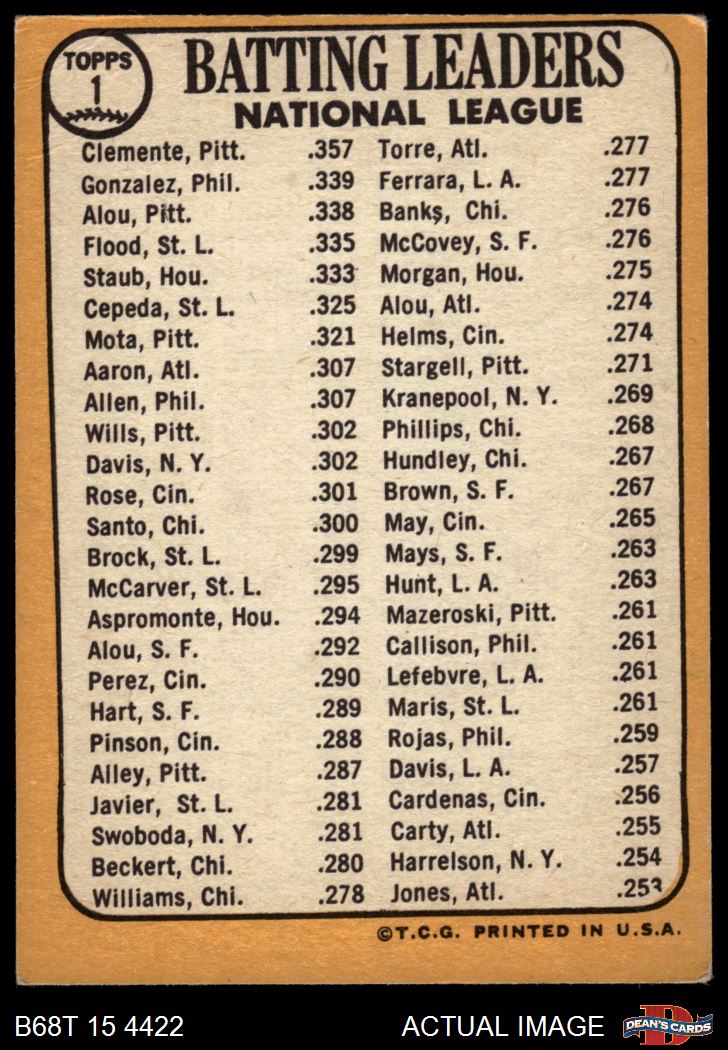 TOPPS
1
BATTING LEADERS
NATIONAL LEAGUE
Clemente, Pitt. .357 Torre, Atl. .277
Gonzalez, Phil. .339 Ferrara, L. A. .277
Alou, Pitt. .338 Banks, Chi. .276
Flood, St. L. .335 McCovey, S. F. .276
Staub, Hou. .333 Morgan, Hou. .275
Cepeda, St. L. .325 Alou, Atl. .274
Mota, Pitt. .321 Helms, Cin. .274
Aaron, Atl. .307 Stargell, Pitt. .271
Allen, Phil. .307 Kranepool, N. Y. .269
Wills, Pitt. .302 Phillips, Chi. .268
Davis, N. Y. .302 Hundley, Chi. .267
Rose, Cin. .301 Brown, S. F. .267
Santo, Chi. .300 May, Cin. .265
Brock, St. L. .299 Mays, S. F. .263
McCarver, St. L. .295 Hunt, L. A. .263
Aspromonte, Hou. .294 Mazeroski, Pitt. .261
Alou, S. F. .292 Callison, Phil. .261
Perez, Cin. .290 Lefebvre, L. A. .261
Hart, S. F. .289 Maris, St. L. .261
Pinson, Cin. .288 Rojas, Phil. .259
Alley, Pitt. .287 Davis, L. A. .257
Javier, St. L. .281 Cardenas, Cin. .256
Swoboda, N. Y. .281 Carty, Atl. .255
Beckert, Chi. .280 Harrelson, N. Y. .254
Williams, Chi. .278 Jones, Atl. .253
©T.C.G. PRINTED IN U.S.A.
B68T 15 4422 ACTUAL IMAGE D DEAN'S CARDS